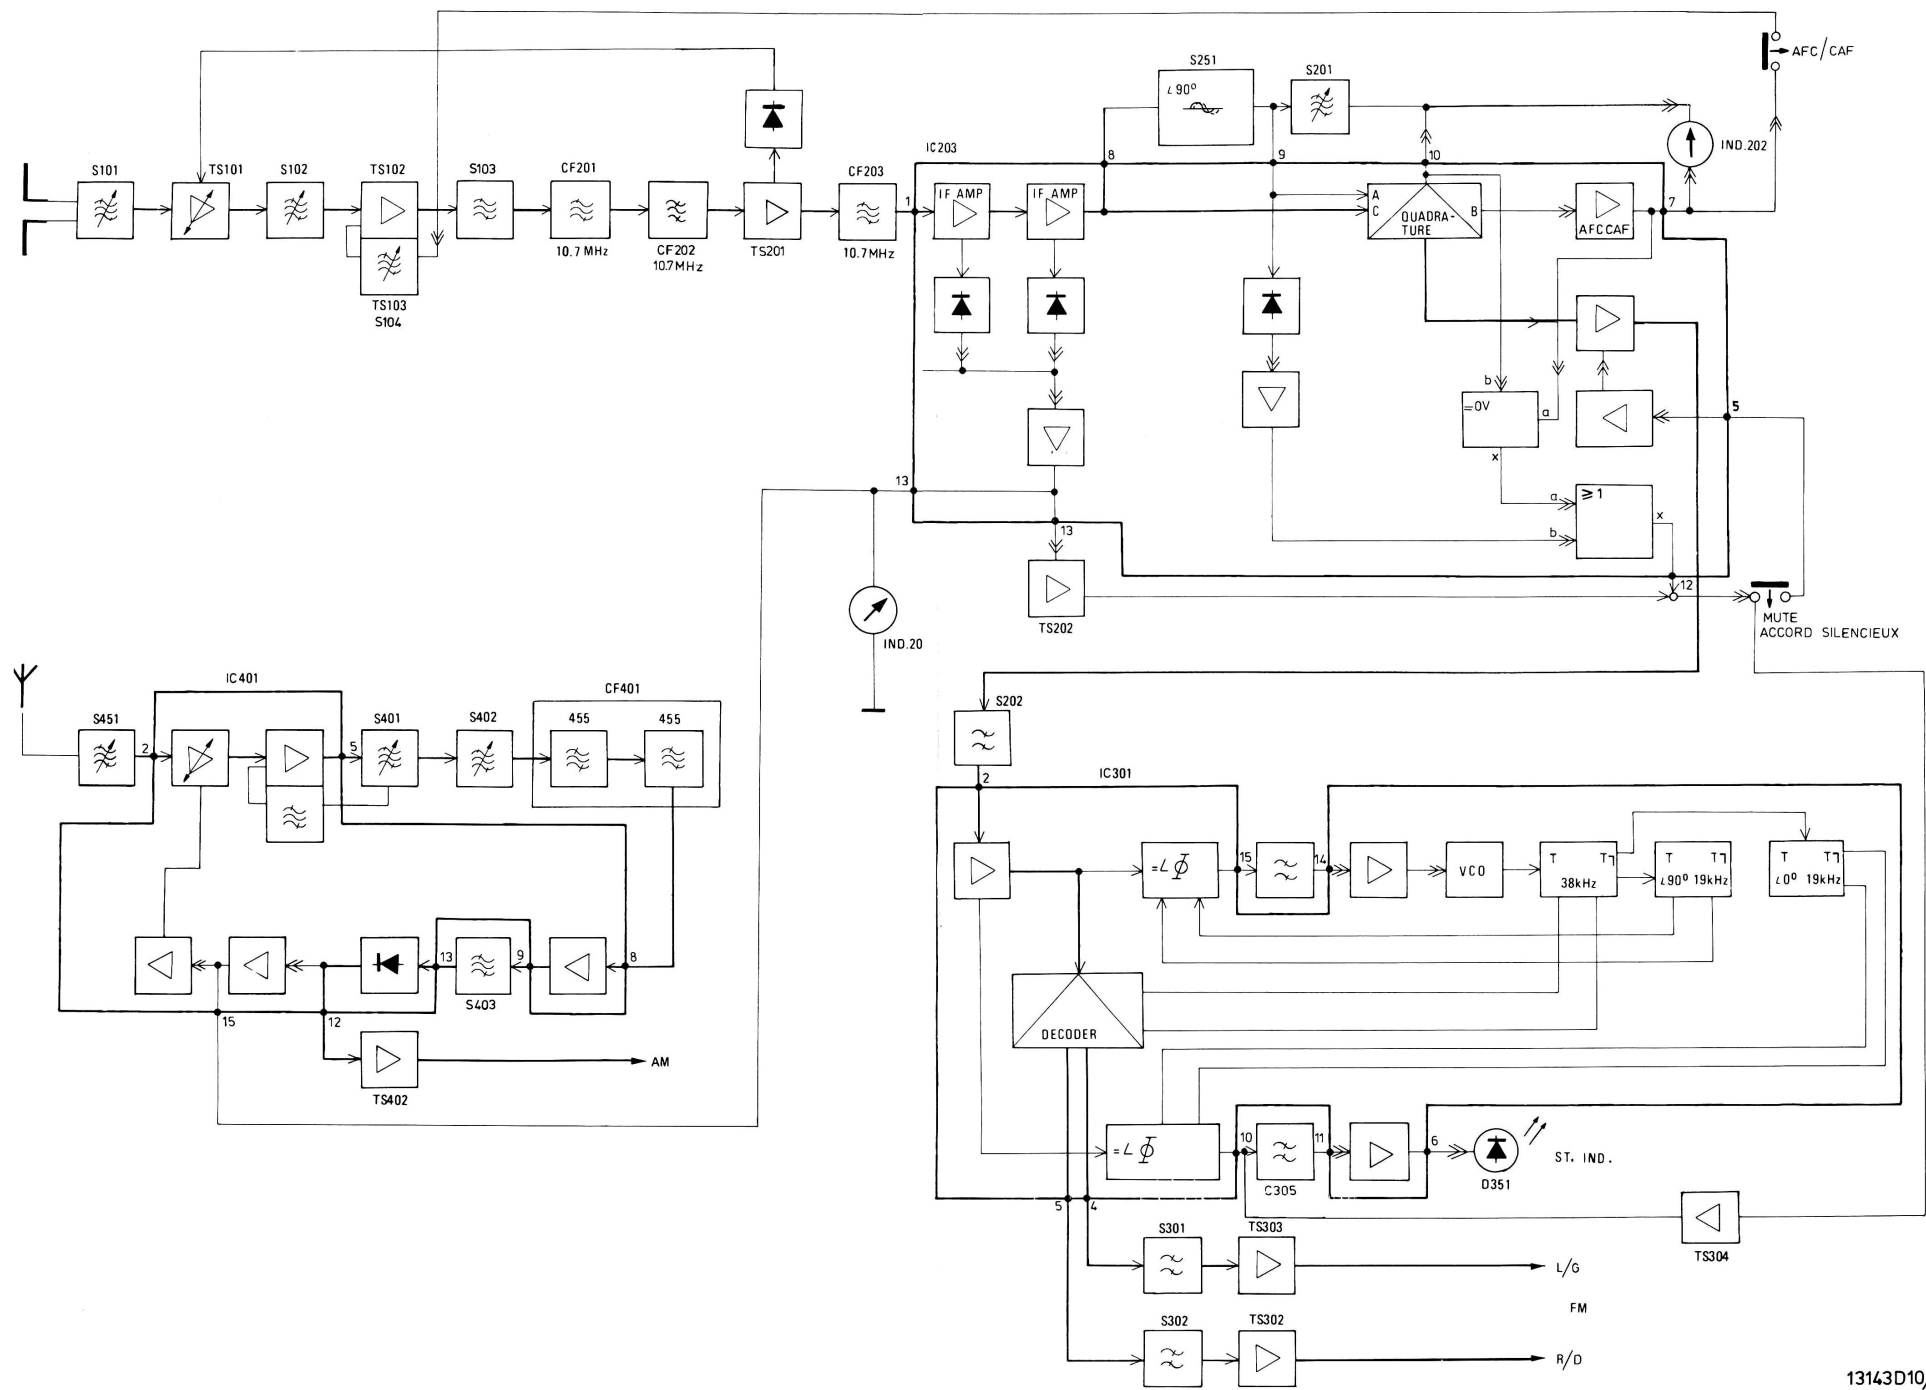 AFC/CAF
S251
∠90°
S201
IC203
8
9
10
IND.202
S101
TS101
S102
TS102
S103
CF201
CF203
10.7 MHz
CF202
10.7MHz
TS201
10.7MHz
TS103
S104
1
IF AMP
IF AMP
A
C
QUADRA-
TURE
B
AFC CAF
7
b
=0V
a
x
5
13
a
≥1
x
b
13
12
TS202
MUTE
ACCORD SILENCIEUX
IND.20
IC401
CF401
S451
2
5
S401
S402
455
455
S202
2
IC301
=∠Φ
15
14
VCO
T
T┐
38kHz
T
T┐
∠90° 19kHz
T
T┐
∠0° 19kHz
13
9
8
S403
15
12
AM
TS402
DECODER
=∠Φ
10
11
6
C305
D351
ST. IND.
5
4
S301
TS303
TS304
L/G
FM
S302
TS302
R/D
13143D10